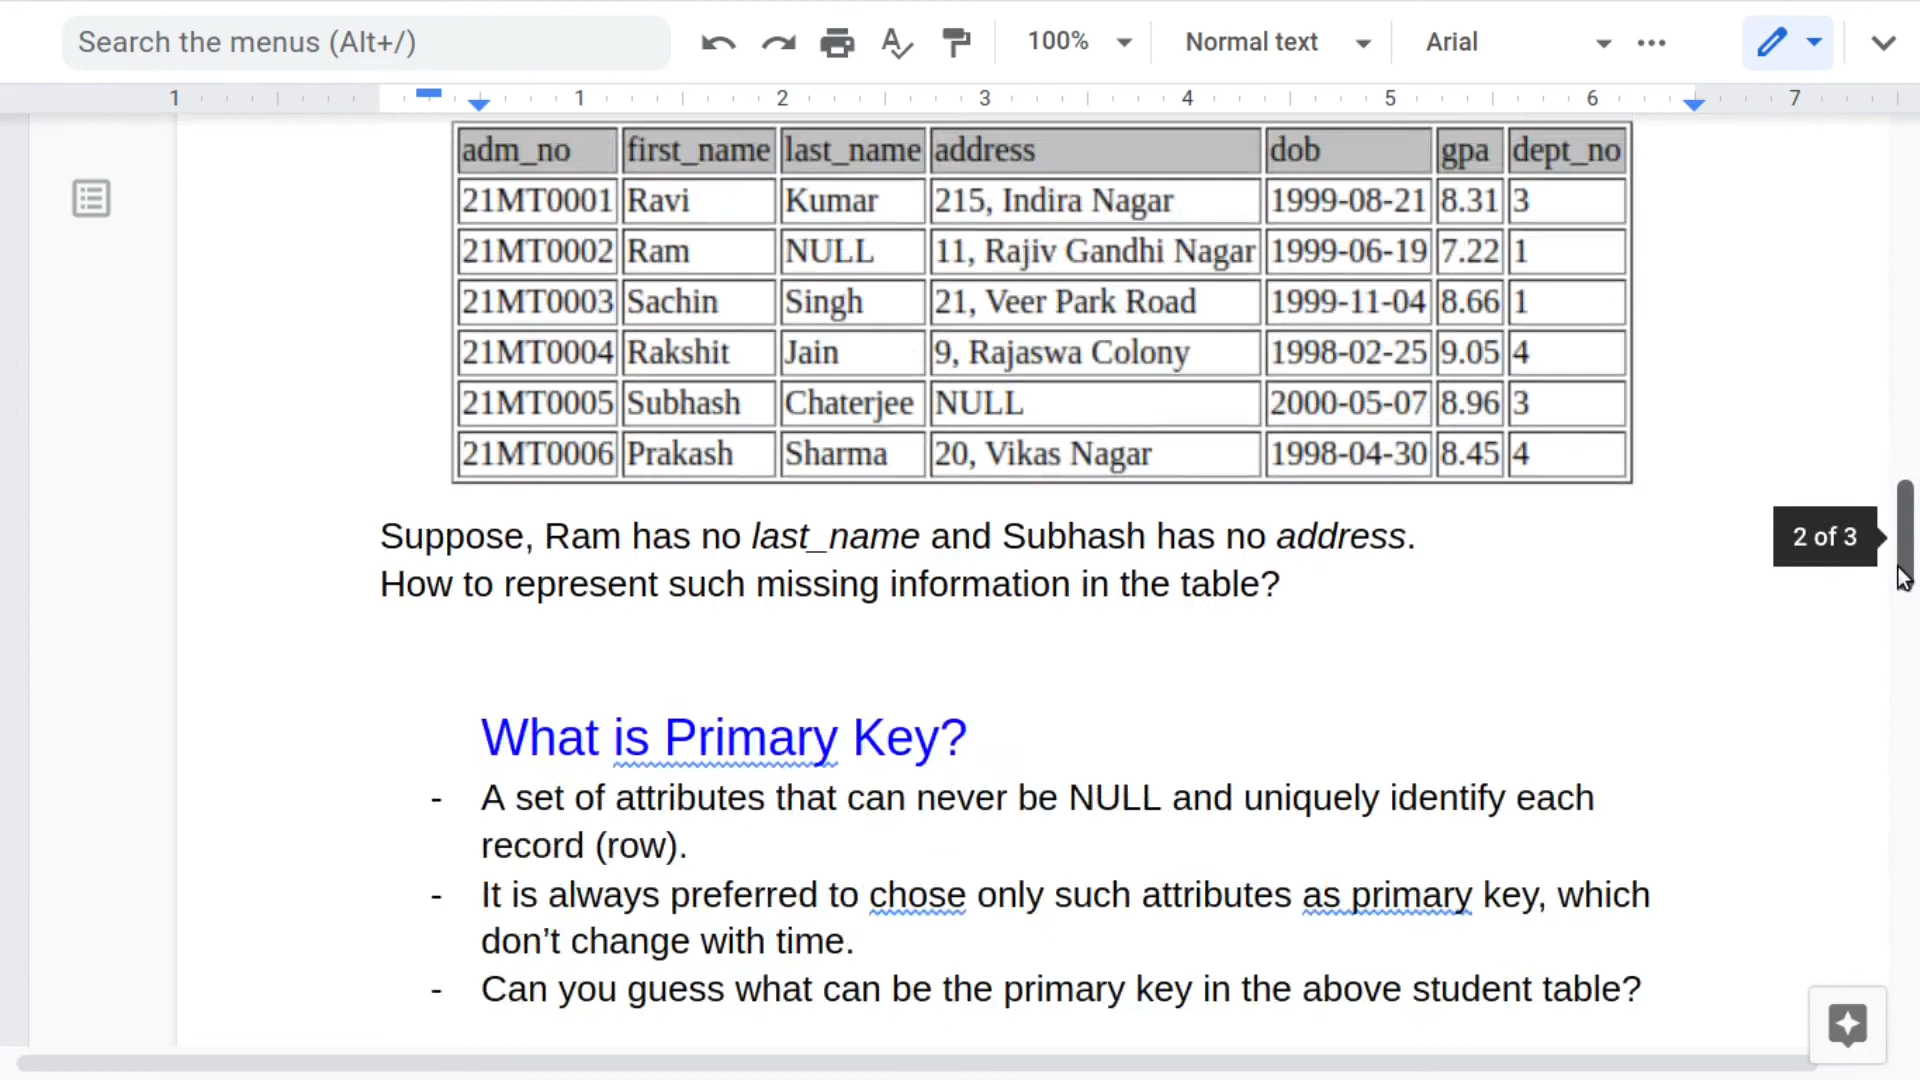 Search the menus (Alt+/) 100% Normal text Arial
1 1 2 3 4 5 6 7
adm_no first_name last_name address dob gpa dept_no
21MT0001 Ravi Kumar 215, Indira Nagar 1999-08-21 8.31 3
21MT0002 Ram NULL 11, Rajiv Gandhi Nagar 1999-06-19 7.22 1
21MT0003 Sachin Singh 21, Veer Park Road 1999-11-04 8.66 1
21MT0004 Rakshit Jain 9, Rajaswa Colony 1998-02-25 9.05 4
21MT0005 Subhash Chaterjee NULL 2000-05-07 8.96 3
21MT0006 Prakash Sharma 20, Vikas Nagar 1998-04-30 8.45 4
Suppose, Ram has no last_name and Subhash has no address.
2 of 3
How to represent such missing information in the table?
What is Primary Key?
- A set of attributes that can never be NULL and uniquely identify each
record (row).
- It is always preferred to chose only such attributes as primary key, which
don’t change with time.
- Can you guess what can be the primary key in the above student table?